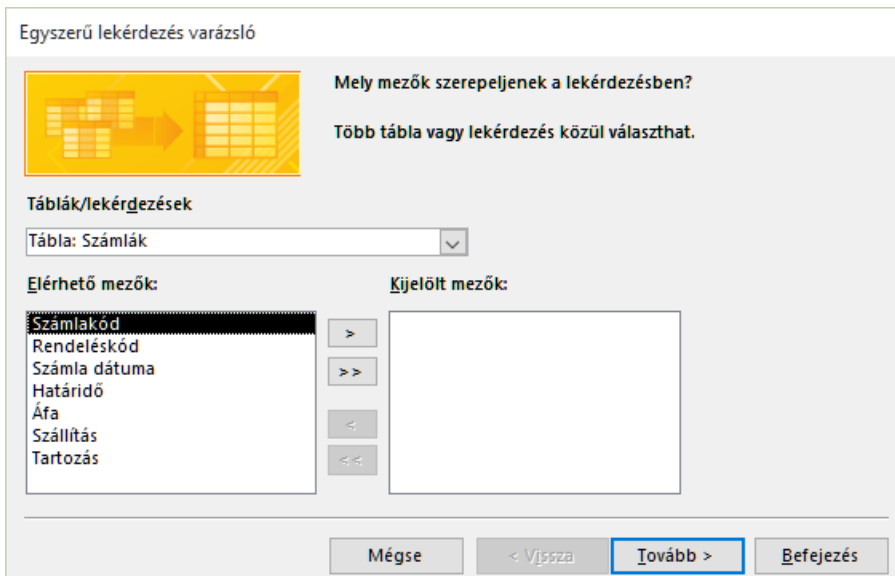 Egyszerű lekérdezés varázsló
Mely mezők szerepeljenek a lekérdezésben?
Több tábla vagy lekérdezés közül választhat.
Táblák/lekérdezések
Tábla: Számlák
Elérhető mezők:
Kijelölt mezők:
Számlakód
Rendeléskód
Számla dátuma
Határidő
Áfa
Szállítás
Tartozás
>
>>
<
<<
Mégse
< Vissza
Tovább >
Befejezés